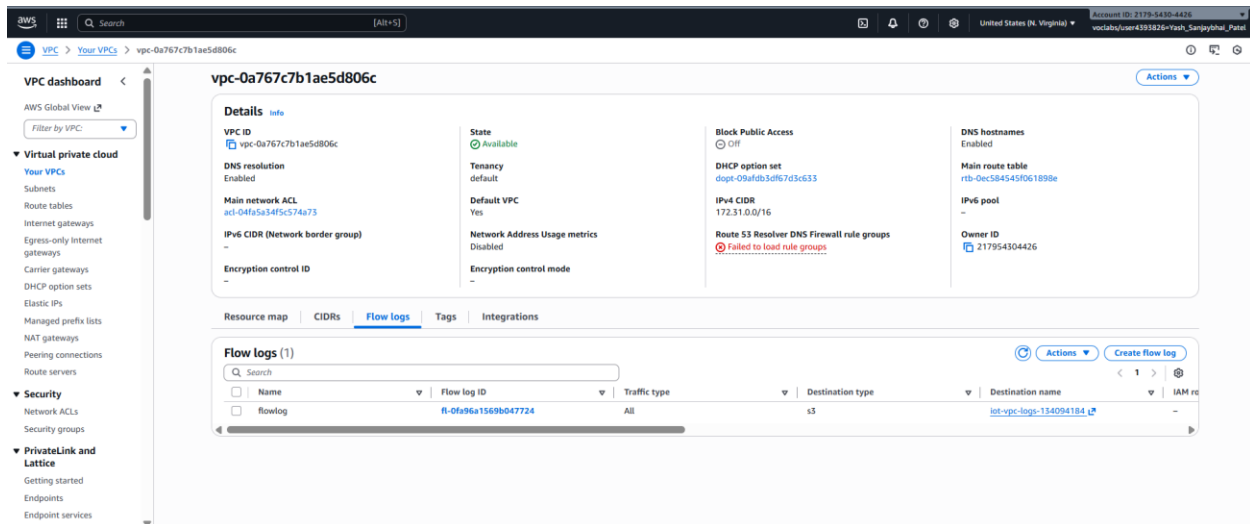 aws
Search [Alt+S]
United States (N. Virginia)
Account ID: 2179-5430-4426
voclabs/user4393826=Yash_Sanjaybhai_Patel
VPC > Your VPCs > vpc-0a767c7b1ae5d806c
VPC dashboard
AWS Global View
Filter by VPC:
Virtual private cloud
Your VPCs
Subnets
Route tables
Internet gateways
Egress-only Internet
gateways
Carrier gateways
DHCP option sets
Elastic IPs
Managed prefix lists
NAT gateways
Peering connections
Route servers
Security
Network ACLs
Security groups
PrivateLink and
Lattice
Getting started
Endpoints
Endpoint services
vpc-0a767c7b1ae5d806c
Actions
Details Info
VPC ID
vpc-0a767c7b1ae5d806c
State
Available
Block Public Access
Off
DNS hostnames
Enabled
DNS resolution
Enabled
Tenancy
default
DHCP option set
dopt-09afdb3df67d3c633
Main route table
rtb-0ec584545f061898e
Main network ACL
acl-04fa5a34f5c574a73
Default VPC
Yes
IPv4 CIDR
172.31.0.0/16
IPv6 pool
–
IPv6 CIDR (Network border group)
–
Network Address Usage metrics
Disabled
Route 53 Resolver DNS Firewall rule groups
Failed to load rule groups
Owner ID
217954304426
Encryption control ID
–
Encryption control mode
–
Resource map CIDRs Flow logs Tags Integrations
Flow logs (1)
Actions Create flow log
Search
1
Name Flow log ID Traffic type Destination type Destination name IAM ro
flowlog fl-0fa96a1569b047724 All s3 iot-vpc-logs-134094184 –